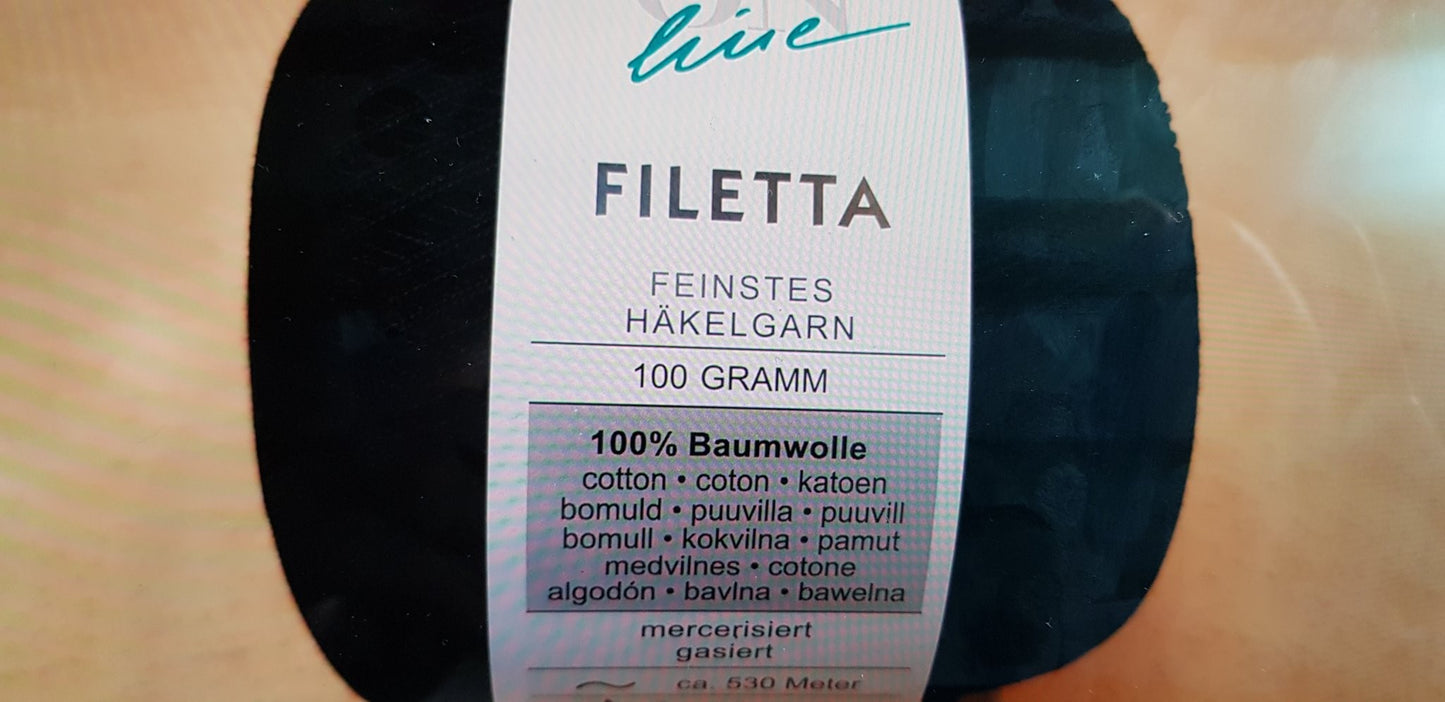 ON
line
FILETTA
FEINSTES
HÄKELGARN
100 GRAMM
100% Baumwolle
cotton • coton • katoen
bomuld • puuvilla • puuvill
bomull • kokvilna • pamut
medvilnes • cotone
algodón • bavlna • bawełna
mercerisiert
gasiert
ca. 530 Meter